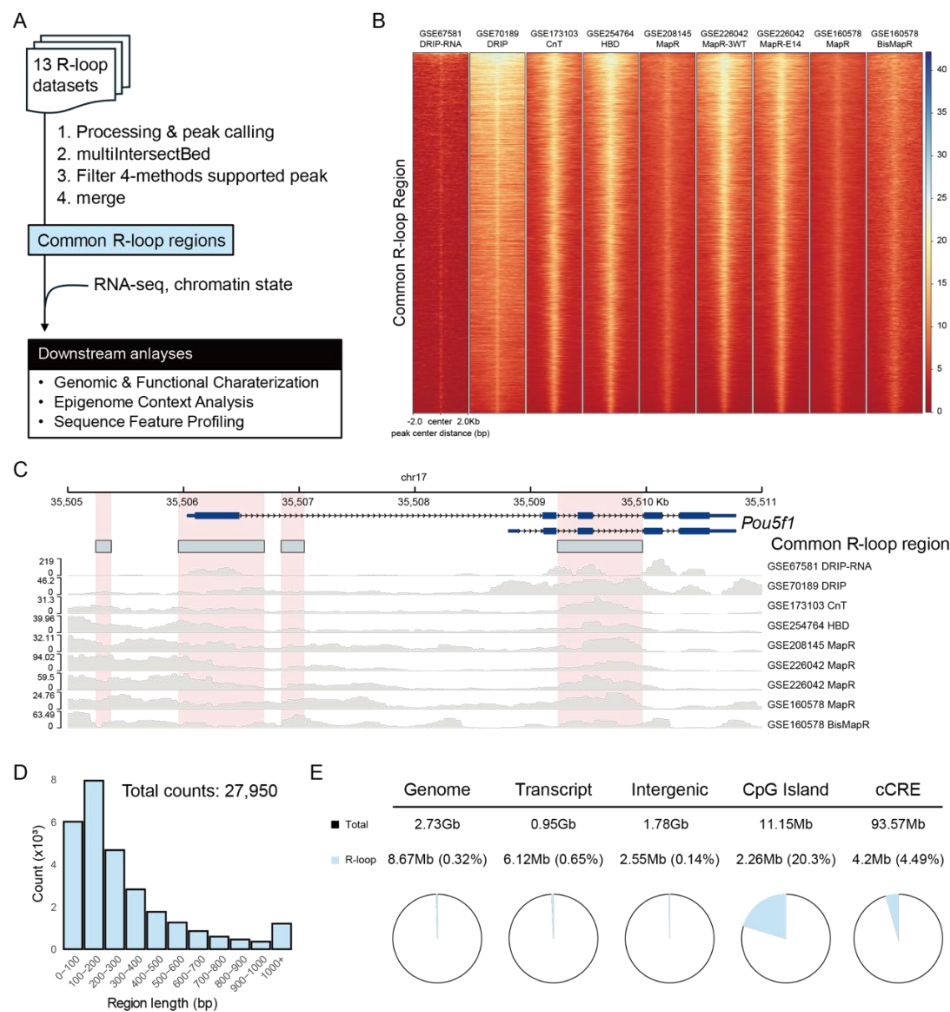 A
13 R-loop
datasets
1. Processing & peak calling
2. multiIntersectBed
3. Filter 4-methods supported peak
4. merge
Common R-loop regions
RNA-seq, chromatin state
Downstream anlayses
• Genomic & Functional Charaterization
• Epigenome Context Analysis
• Sequence Feature Profiling
B
GSE67581 GSE70189 GSE173103 GSE254764 GSE208145 GSE226042 GSE226042 GSE160578 GSE160578
DRIP-RNA DRIP CnT HBD MapR MapR-3WT MapR-E14 MapR BisMapR
Common R-loop Region
40
35
30
25
20
15
10
5
0
-2.0 center 2.0Kb
peak center distance (bp)
C
chr17
35,505 35,506 35,507 35,508 35,509 35,510 Kb 35,511
Pou5f1
Common R-loop region
219
0
GSE67581 DRIP-RNA
46.2
0
GSE70189 DRIP
31.3
0
GSE173103 CnT
39.96
0
GSE254764 HBD
32.11
0
GSE208145 MapR
94.02
0
GSE226042 MapR
59.5
0
GSE226042 MapR
24.76
0
GSE160578 MapR
63.49
0
GSE160578 BisMapR
D
Total counts: 27,950
Count (x10³)
8
6
4
2
0
0-100 100-200 200-300 300-400 400-500 500-600 600-700 700-800 800-900 900-1000 1000+
Region length (bp)
E
Genome Transcript Intergenic CpG Island cCRE
Total 2.73Gb 0.95Gb 1.78Gb 11.15Mb 93.57Mb
R-loop 8.67Mb (0.32%) 6.12Mb (0.65%) 2.55Mb (0.14%) 2.26Mb (20.3%) 4.2Mb (4.49%)